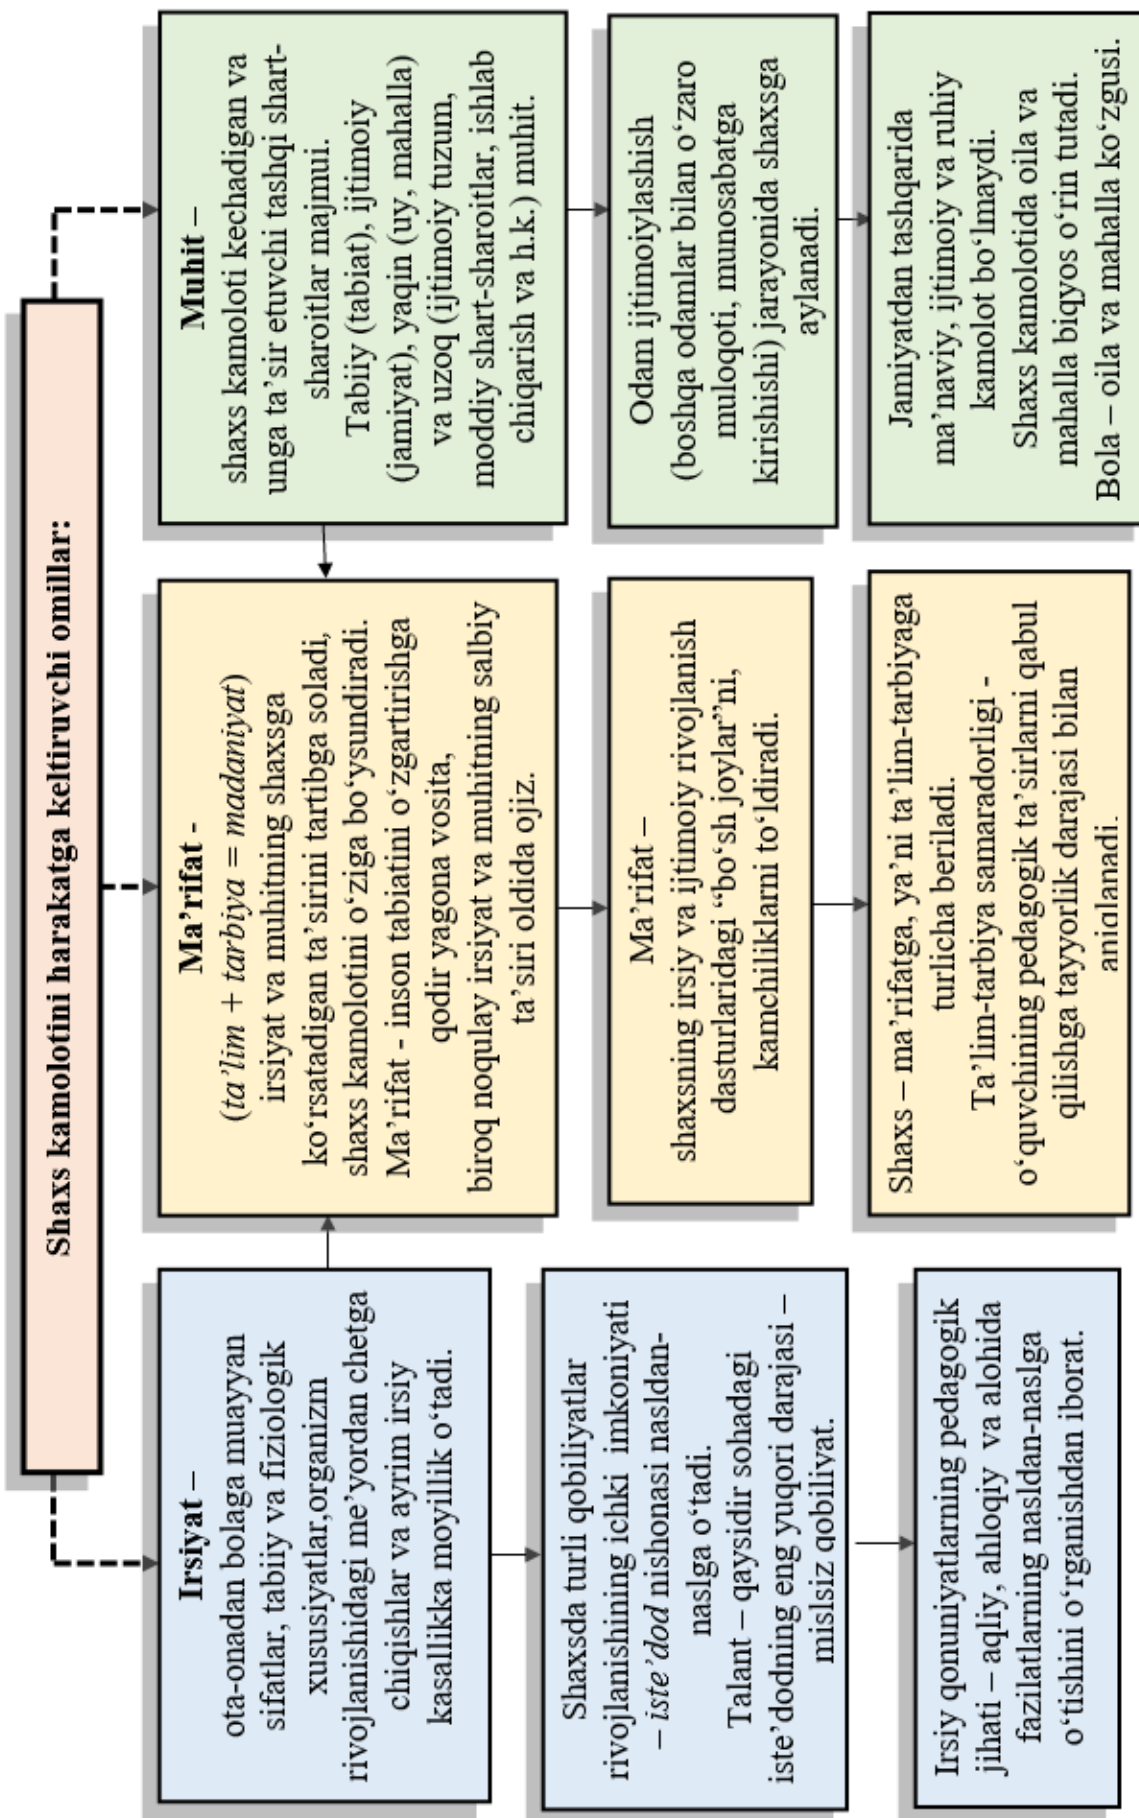 Shaxs kamolotini harakatga keltiruvchi omillar:
Irsiyat –
ota-onadan bolaga muayyan
sifatlar, tabiiy va fiziologik
xususiyatlar,organizm
rivojlanishidagi me’yordan chetga
chiqishlar va ayrim irsiy
kasallikka moyillik o‘tadi.
Shaxsda turli qobiliyatlar
rivojlanishining ichki imkoniyati
– iste’dod nishonasi nasldan-
naslga o‘tadi.
Talant – qaysidir sohadagi
iste’dodning eng yuqori darajasi –
mislsiz qobiliyat.
Irsiy qonuniyatlarning pedagogik
jihati – aqliy, ahloqiy va alohida
fazilatlarning nasldan-naslga
o‘tishini o‘rganishdan iborat.
Ma’rifat -
(ta’lim + tarbiya = madaniyat)
irsiyat va muhitning shaxsga
ko‘rsatadigan ta’sirini tartibga soladi,
shaxs kamolotini o‘ziga bo‘ysundiradi.
Ma’rifat - inson tabiatini o‘zgartirishga
qodir yagona vosita,
biroq noqulay irsiyat va muhitning salbiy
ta’siri oldida ojiz.
Ma’rifat –
shaxsning irsiy va ijtimoiy rivojlanish
dasturlaridagi “bo‘sh joylar”ni,
kamchiliklarni to‘ldiradi.
Shaxs – ma’rifatga, ya’ni ta’lim-tarbiyaga
turlicha beriladi.
Ta’lim-tarbiya samaradorligi -
o‘quvchining pedagogik ta’sirlarni qabul
qilishga tayyorlik darajasi bilan
aniqlanadi.
Muhit –
shaxs kamoloti kechadigan va
unga ta’sir etuvchi tashqi shart-
sharoitlar majmui.
Tabiiy (tabiat), ijtimoiy
(jamiyat), yaqin (uy, mahalla)
va uzoq (ijtimoiy tuzum,
moddiy shart-sharoitlar, ishlab
chiqarish va h.k.) muhit.
Odam ijtimoiylashish
(boshqa odamlar bilan o‘zaro
muloqoti, munosabatga
kirishishi) jarayonida shaxsga
aylanadi.
Jamiyatdan tashqarida
ma’naviy, ijtimoiy va ruhiy
kamolot bo‘lmaydi.
Shaxs kamolotida oila va
mahalla biqyos o‘rin tutadi.
Bola – oila va mahalla ko‘zgusi.